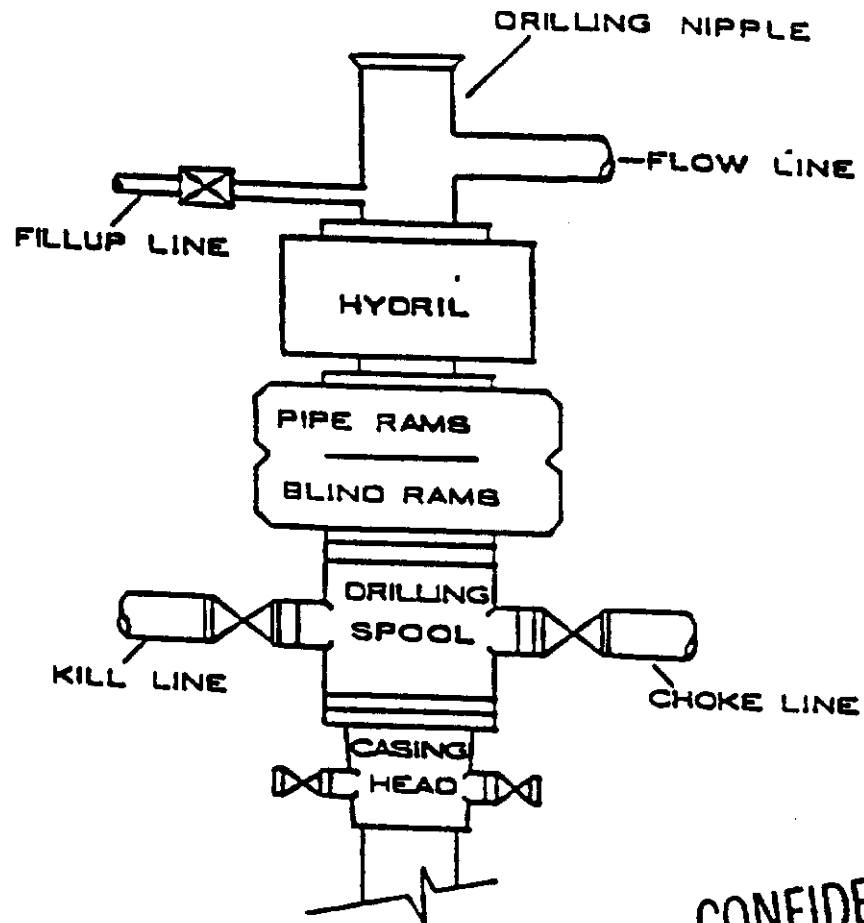 DRILLING NIPPLE
FLOW LINE
FILLUP LINE
HYDRIL
PIPE RAMS
BLIND RAMS
DRILLING
SPOOL
KILL LINE
CHOKE LINE
CASING
HEAD